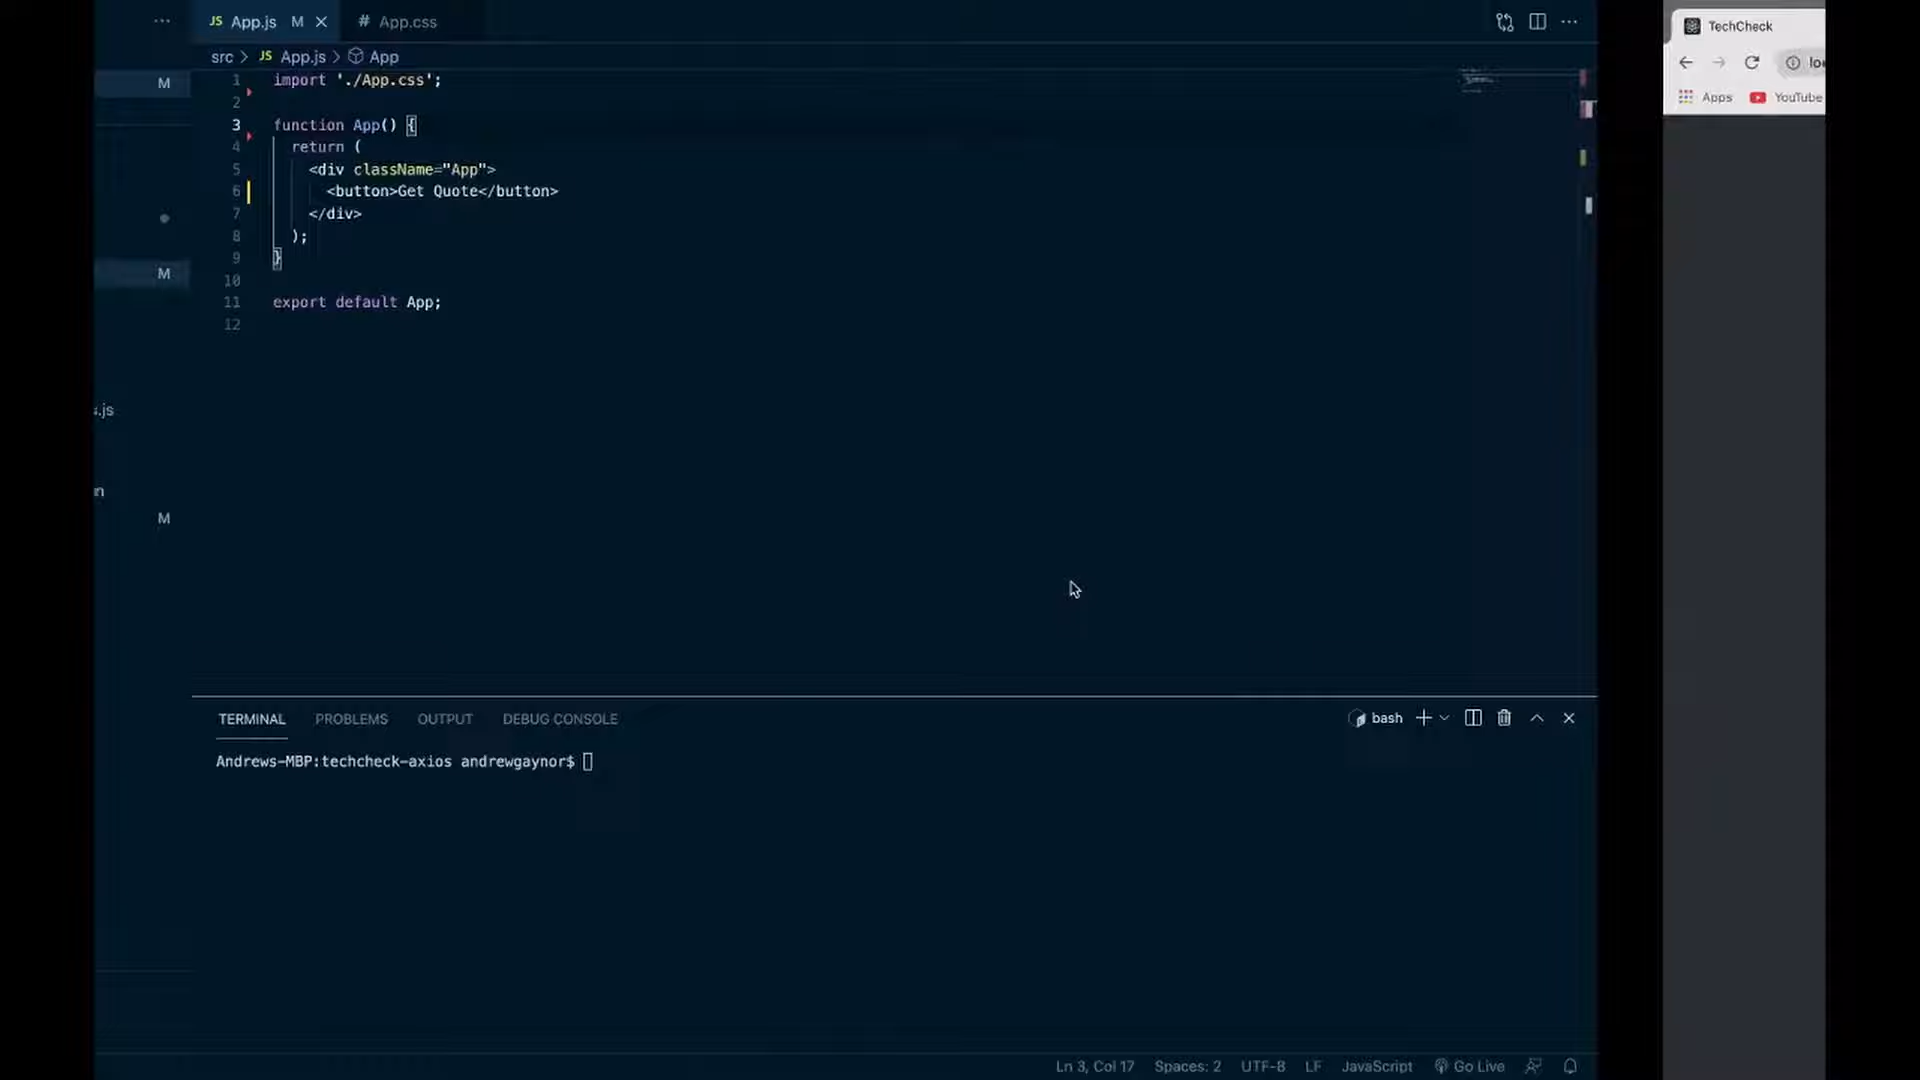 JS App.js M
# App.css
src > JS App.js > App
1 import './App.css';
2
3 function App() {
4 return (
5 <div className="App">
6 <button>Get Quote</button>
7 </div>
8 );
9 }
10
11 export default App;
12
M
M
.js
n
M
TERMINAL PROBLEMS OUTPUT DEBUG CONSOLE
bash
Andrews-MBP:techcheck-axios andrewgaynor$
Ln 3, Col 17 Spaces: 2 UTF-8 LF JavaScript Go Live
TechCheck
lo
Apps YouTube